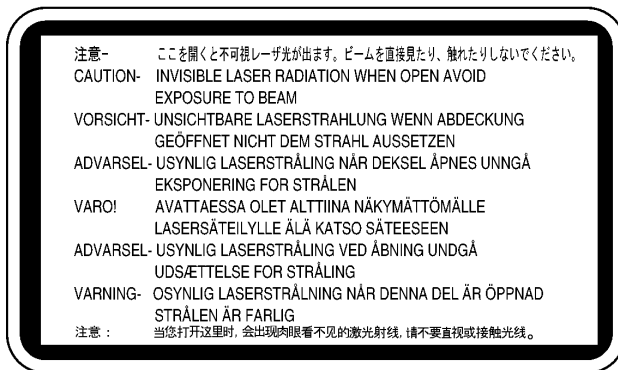 注意- ここを開くと不可視レーザ光が出ます。ビームを直接見たり、触れたりしないでください。
CAUTION- INVISIBLE LASER RADIATION WHEN OPEN AVOID
EXPOSURE TO BEAM
VORSICHT- UNSICHTBARE LASERSTRAHLUNG WENN ABDECKUNG
GEÖFFNET NICHT DEM STRAHL AUSSETZEN
ADVARSEL- USYNLIG LASERSTRÅLING NÅR DEKSEL ÅPNES UNNGÅ
EKSPONERING FOR STRÅLEN
VARO! AVATTAESSA OLET ALTTIINA NÄKYMÄTTÖMÄLLE
LASERSÄTEILYLLE ÄLÄ KATSO SÄTEESEEN
ADVARSEL- USYNLIG LASERSTRÅLING VED ÅBNING UNDGÅ
UDSÆTTELSE FOR STRÅLING
VARNING- OSYNLIG LASERSTRÅLNING NÅR DENNA DEL ÄR ÖPPNAD
STRÅLEN ÄR FARLIG
注意： 当您打开这里时, 会出现肉眼看不见的激光射线, 请不要直视或接触光线。